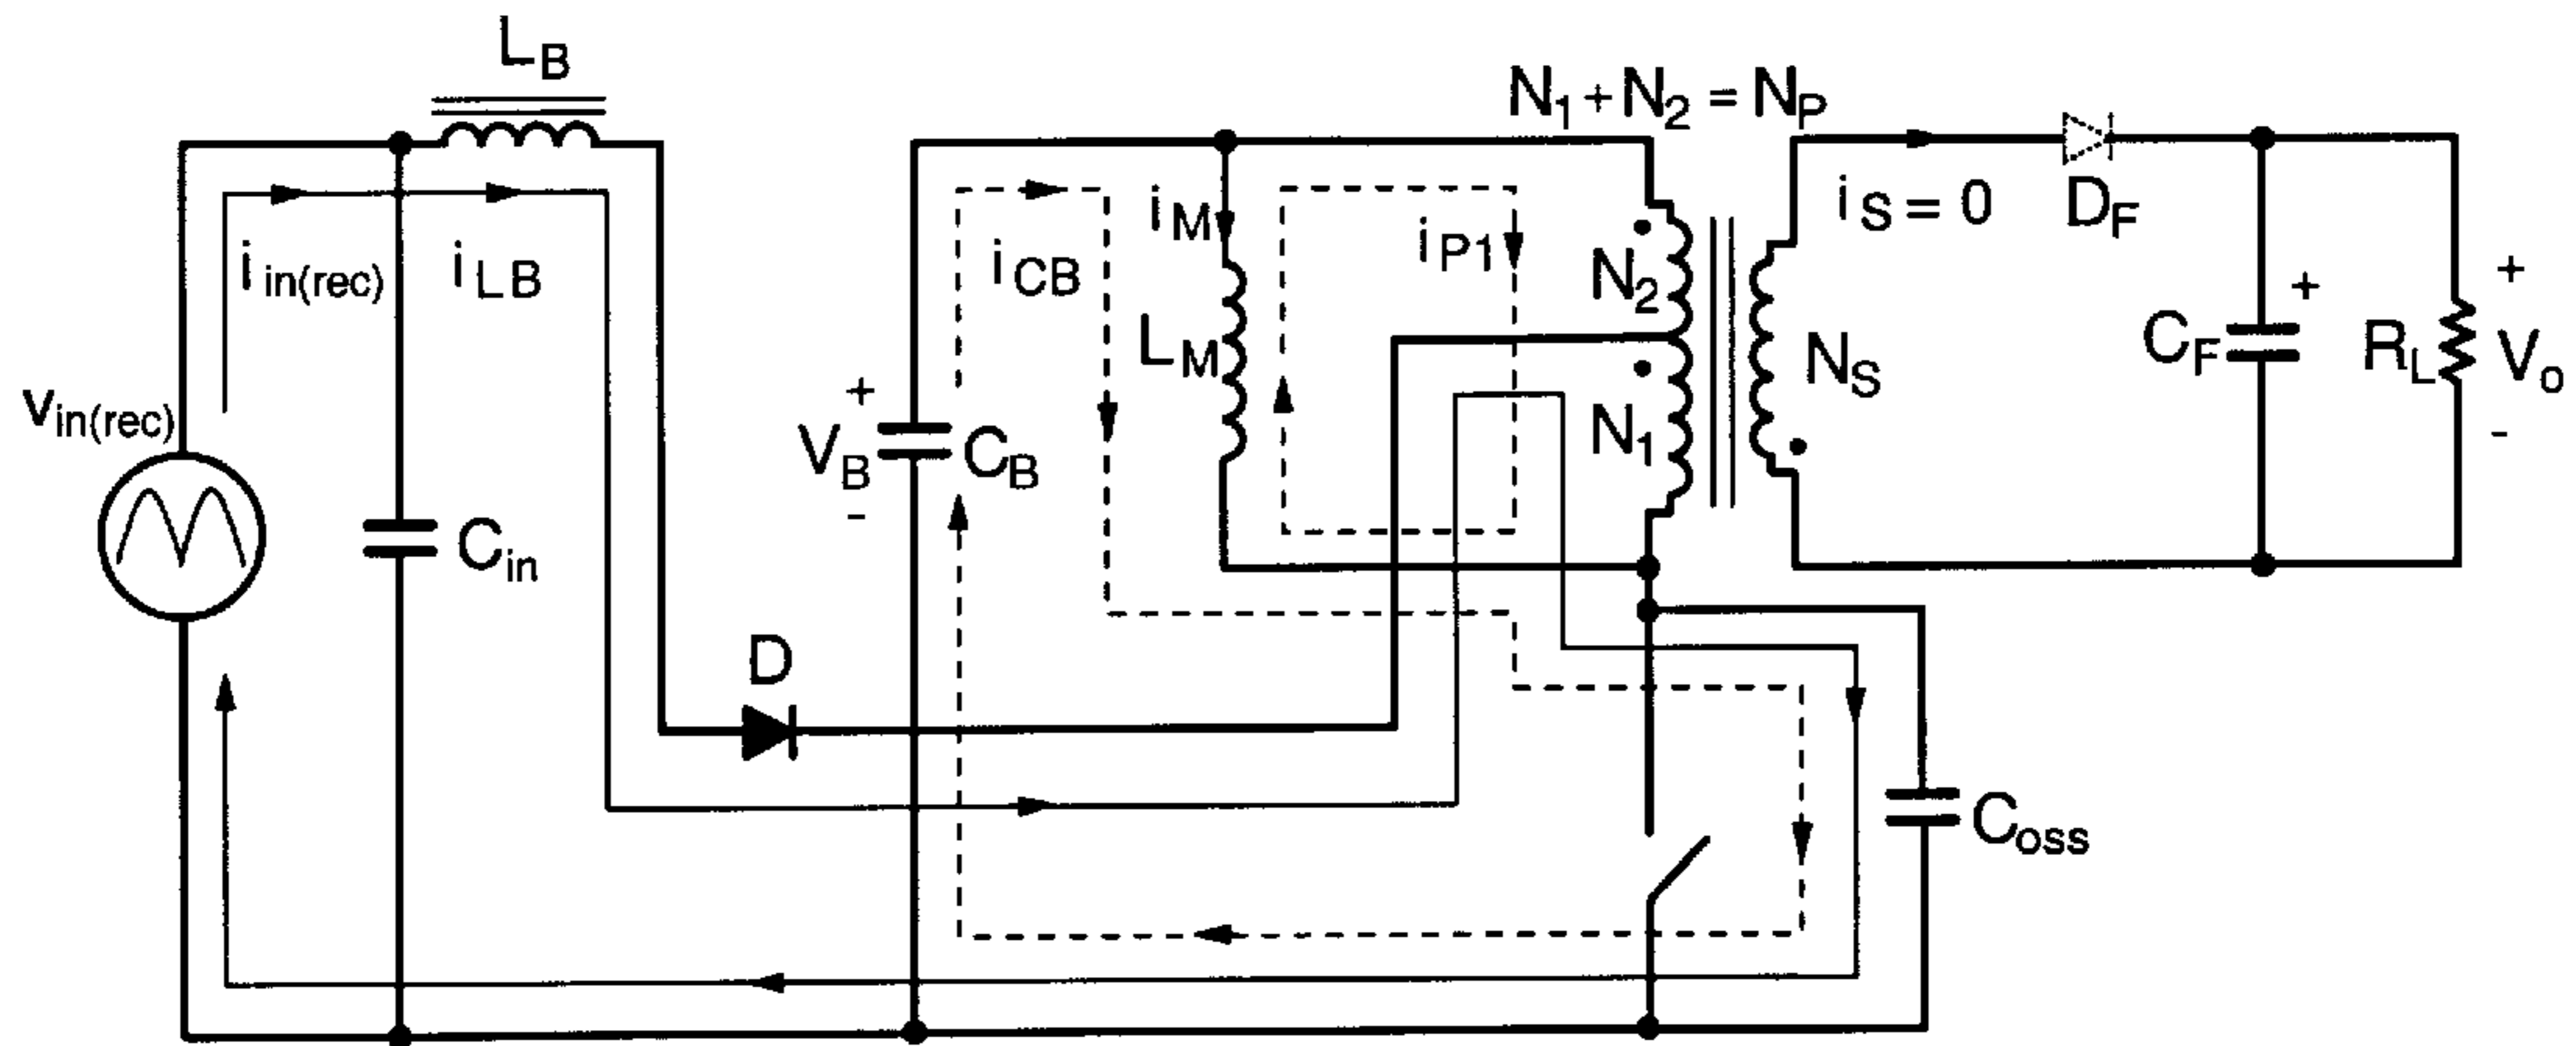 L_B
N_1 + N_2 = N_P
i_in(rec)
i_LB
i_CB
i_M
i_P1
i_S = 0
D_F
N_2
L_M
N_S
C_F
+
R_L
+
V_o
-
v_in(rec)
+
V_B
-
C_B
N_1
C_in
D
C_oss